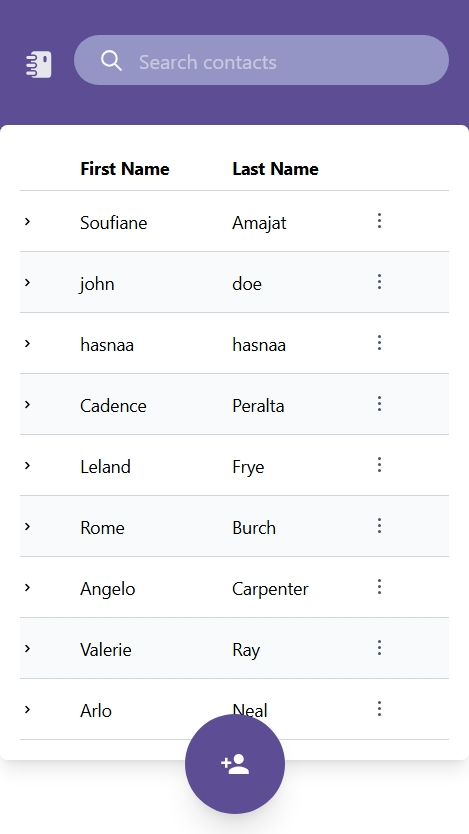 Search contacts
First Name Last Name
Soufiane Amajat
john doe
hasnaa hasnaa
Cadence Peralta
Leland Frye
Rome Burch
Angelo Carpenter
Valerie Ray
Arlo Neal